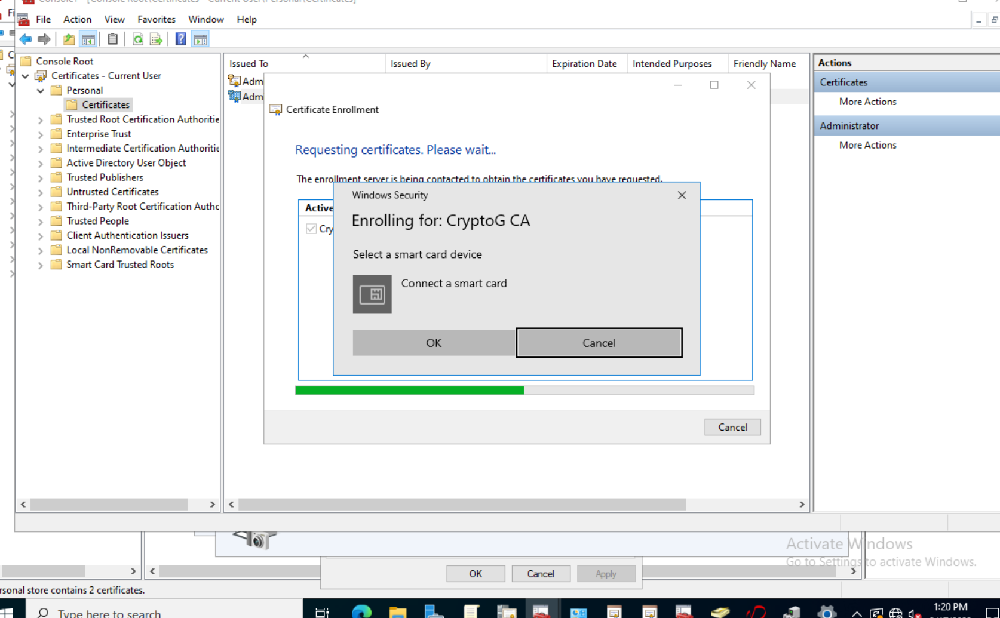 File Action View Favorites Window Help
Console Root
Certificates - Current User
Personal
Certificates
Trusted Root Certification Authoritie
Enterprise Trust
Intermediate Certification Authoritie
Active Directory User Object
Trusted Publishers
Untrusted Certificates
Third-Party Root Certification Autho
Trusted People
Client Authentication Issuers
Local NonRemovable Certificates
Smart Card Trusted Roots
Issued To Issued By Expiration Date Intended Purposes Friendly Name
Adm
Adm
Certificate Enrollment
Requesting certificates. Please wait...
The enrollment server is being contacted to obtain the certificates you have requested.
Active
Cry
Windows Security
Enrolling for: CryptoG CA
Select a smart card device
Connect a smart card
OK Cancel
Cancel
Actions
Certificates
More Actions
Administrator
More Actions
Activate Windows
Go to Settings to activate Windows.
OK Cancel Apply
rsonal store contains 2 certificates.
Type here to search
1:20 PM